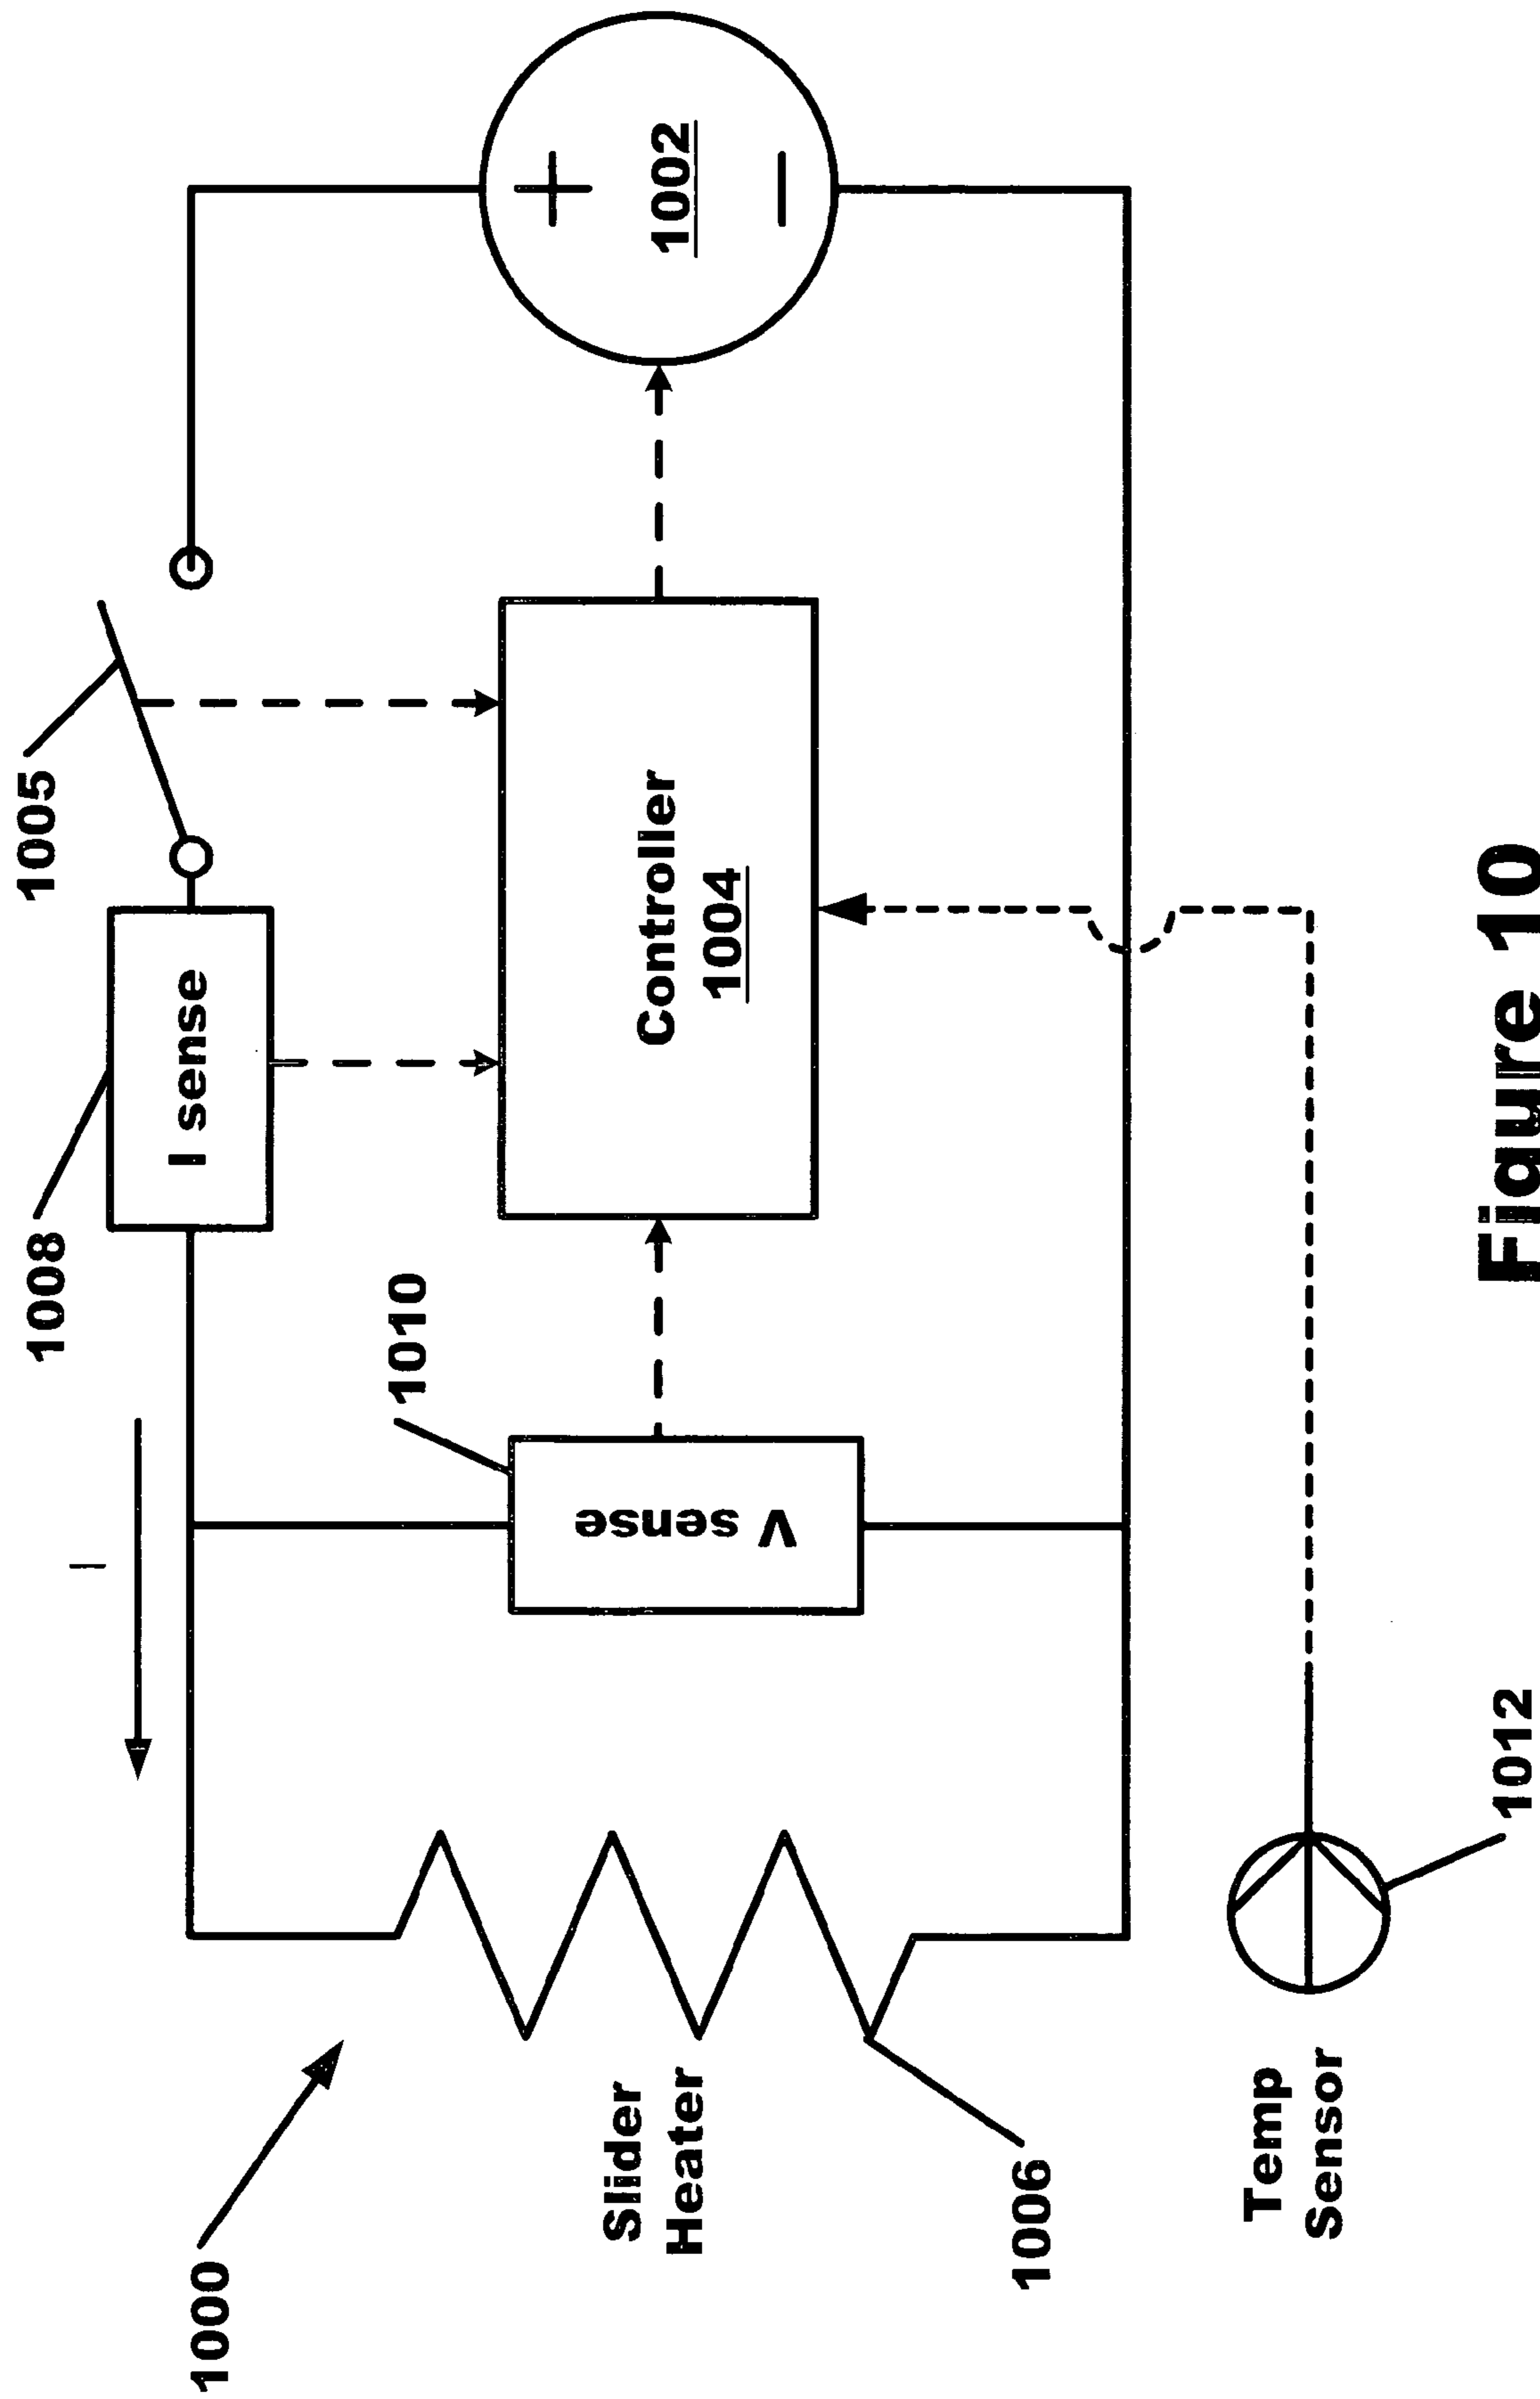 1000
1008
1005
I
I sense
1010
V sense
Controller
1004
+
1002
−
Slider
Heater
1006
Temp
Sensor
1012
Figure 10